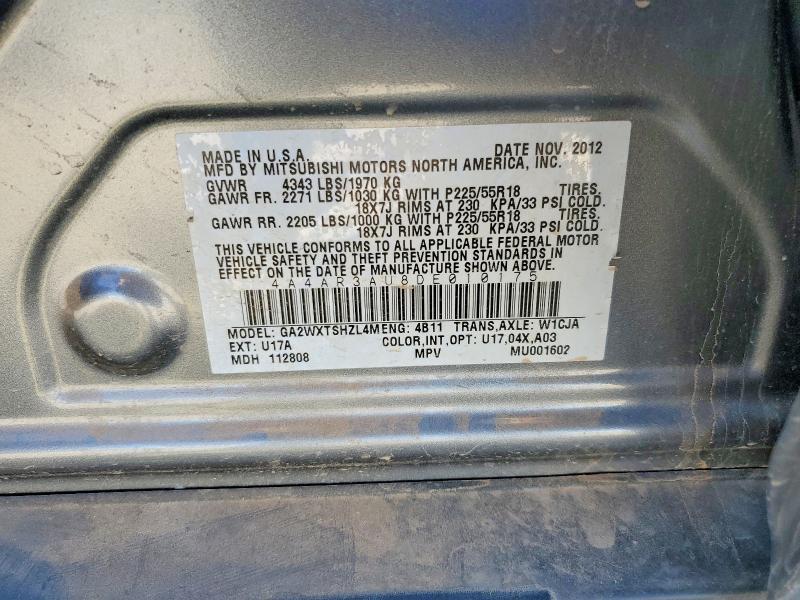 MADE IN U.S.A. DATE NOV. 2012
MFD BY MITSUBISHI MOTORS NORTH AMERICA, INC.
GVWR 4343 LBS/1970 KG
GAWR FR. 2271 LBS/1030 KG WITH P225/55R18 TIRES,
18X7J RIMS AT 230 KPA/33 PSI COLD.
GAWR RR. 2205 LBS/1000 KG WITH P225/55R18 TIRES,
18X7J RIMS AT 230 KPA/33 PSI COLD.
THIS VEHICLE CONFORMS TO ALL APPLICABLE FEDERAL MOTOR
VEHICLE SAFETY AND THEFT PREVENTION STANDARDS IN
EFFECT ON THE DATE OF MANUFACTURE SHOWN ABOVE.
4A4AR3AU8DE010175
MODEL: GA2WXTSHZL4M ENG: 4B11 TRANS,AXLE: W1CJA
EXT: U17A COLOR,INT,OPT: U17,04X,A03
MDH 112808 MPV MU001602